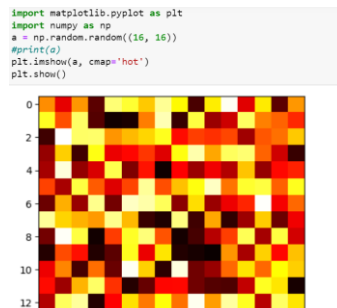 import matplotlib.pyplot as plt
import numpy as np
a = np.random.random((16, 16))
#print(a)
plt.imshow(a, cmap='hot')
plt.show()
0
2
4
6
8
10
12